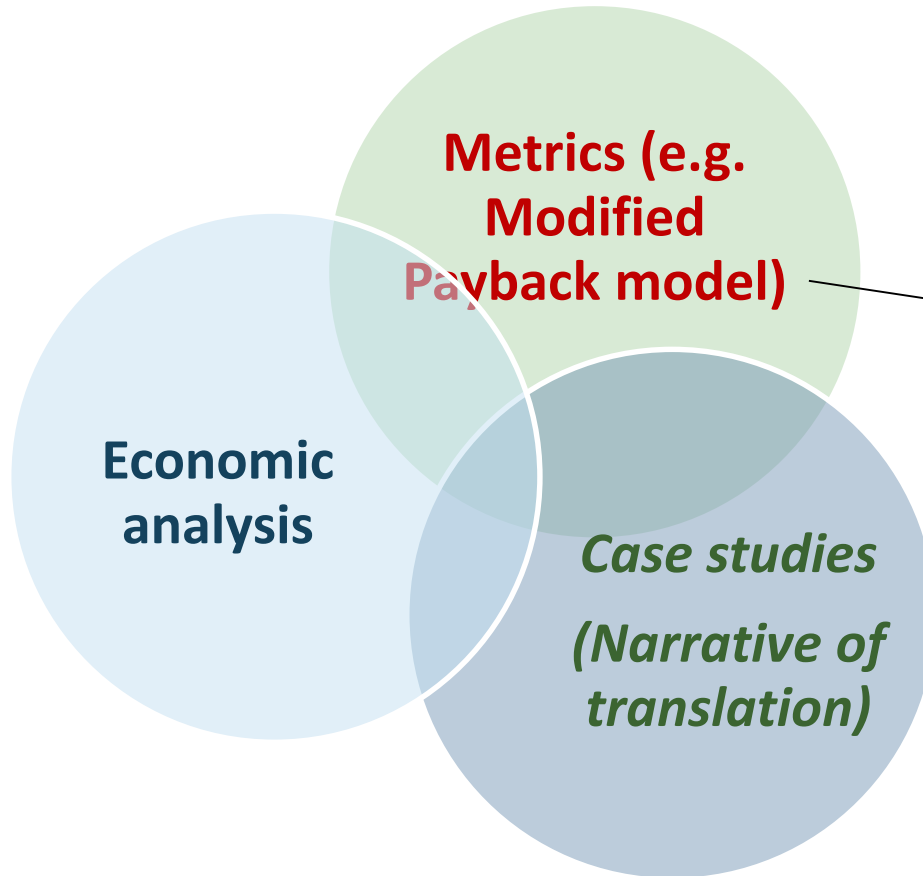 Metrics (e.g.
Modified
Payback model)
Economic
analysis
Case studies
(Narrative of
translation)